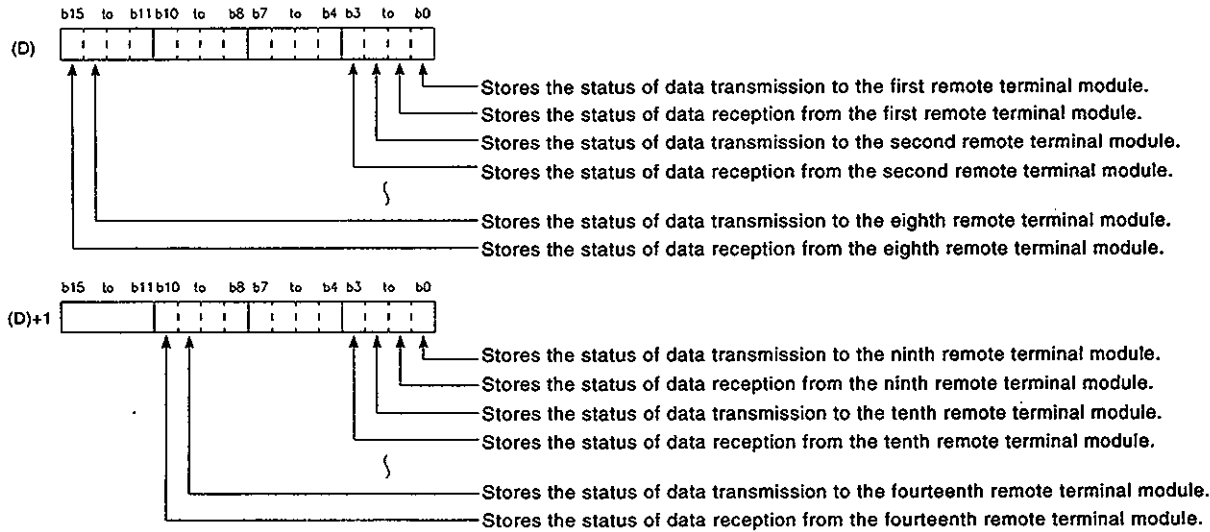 b15 to b11 b10 to b8 b7 to b4 b3 to b0
(D)
Stores the status of data transmission to the first remote terminal module.
Stores the status of data reception from the first remote terminal module.
Stores the status of data transmission to the second remote terminal module.
Stores the status of data reception from the second remote terminal module.
Stores the status of data transmission to the eighth remote terminal module.
Stores the status of data reception from the eighth remote terminal module.
b15 to b11 b10 to b8 b7 to b4 b3 to b0
(D)+1
Stores the status of data transmission to the ninth remote terminal module.
Stores the status of data reception from the ninth remote terminal module.
Stores the status of data transmission to the tenth remote terminal module.
Stores the status of data reception from the tenth remote terminal module.
Stores the status of data transmission to the fourteenth remote terminal module.
Stores the status of data reception from the fourteenth remote terminal module.